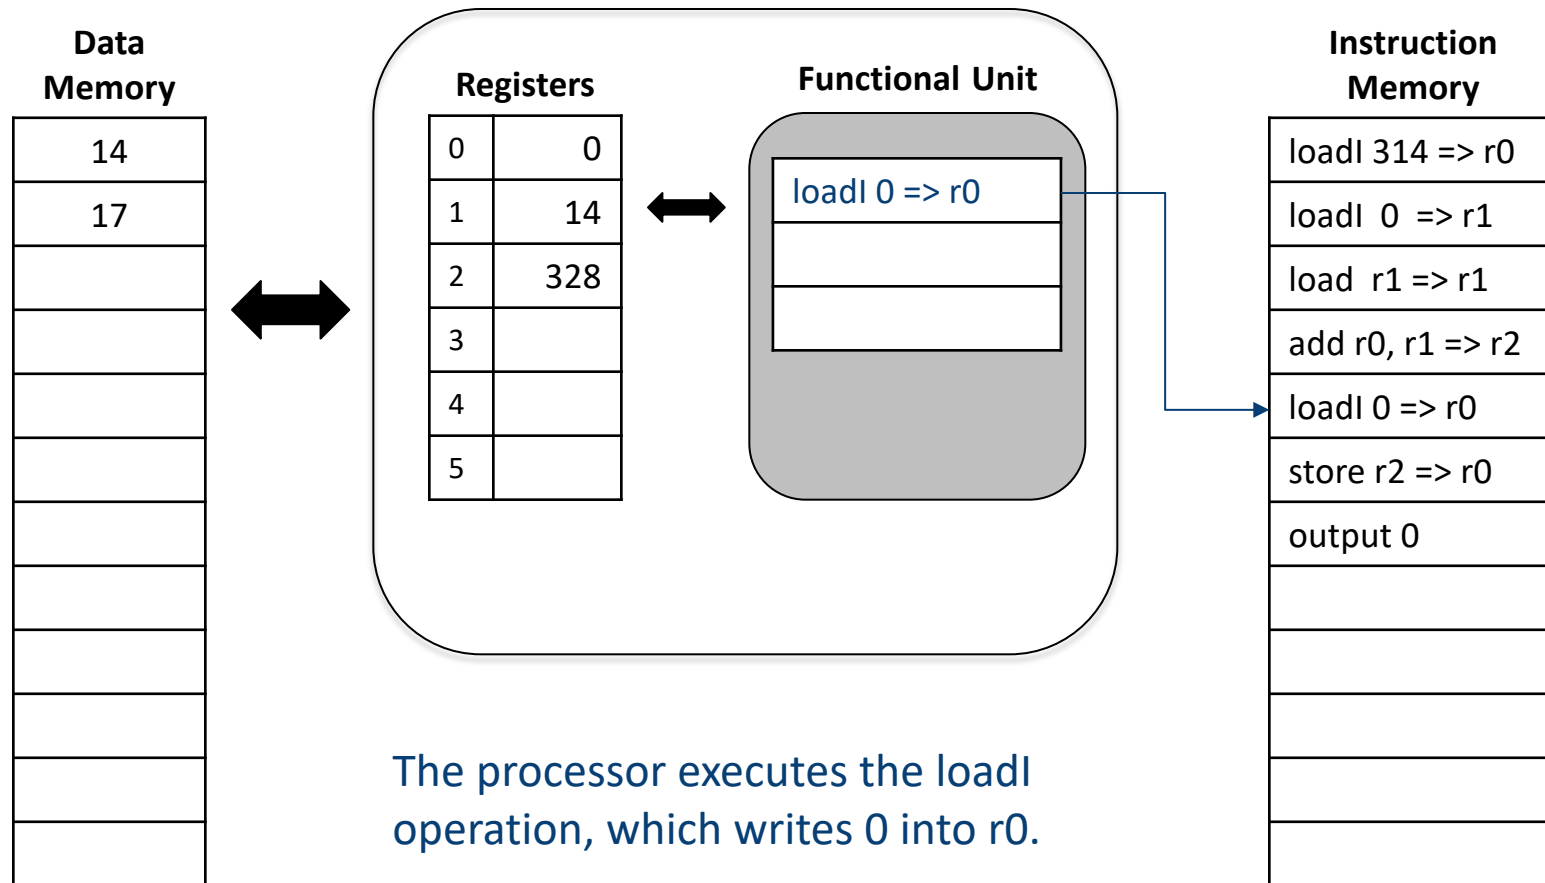 Data
Memory
14
17
Registers
0 0
1 14
2 328
3
4
5
Functional Unit
loadI 0 => r0
Instruction
Memory
loadI 314 => r0
loadI 0 => r1
load r1 => r1
add r0, r1 => r2
loadI 0 => r0
store r2 => r0
output 0
The processor executes the loadI
operation, which writes 0 into r0.